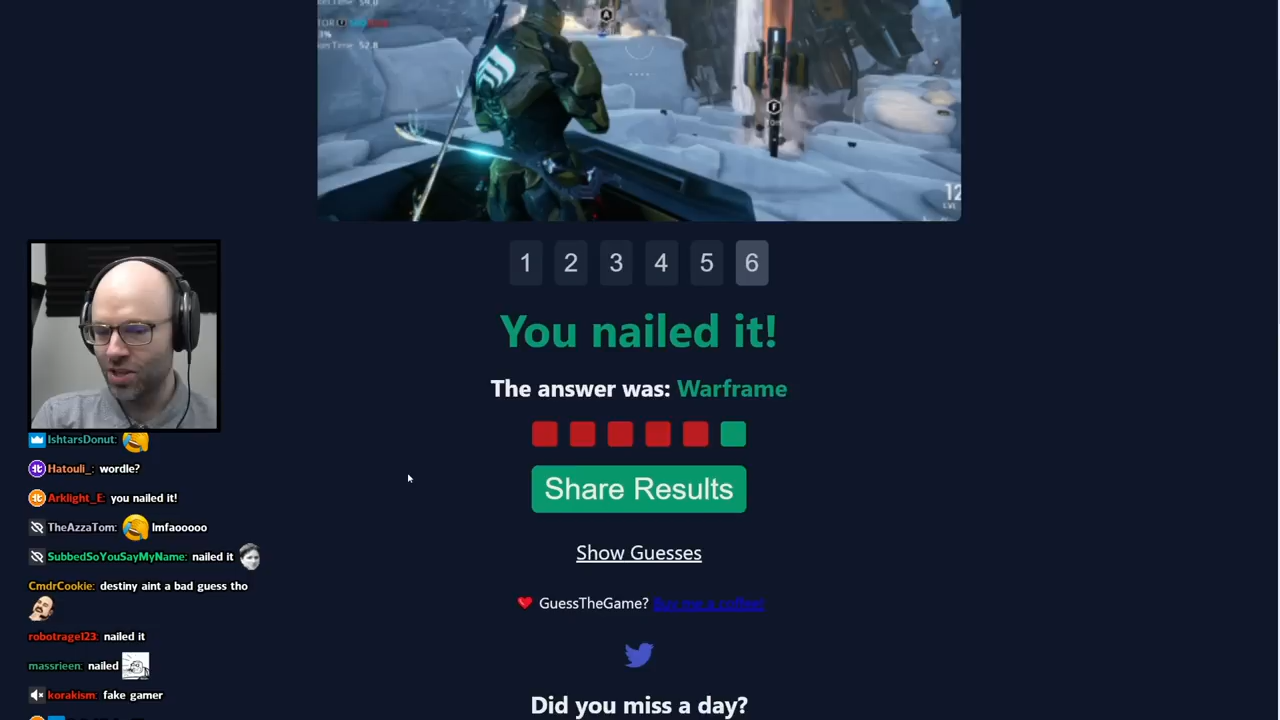 A
F
12
LVL
1 2 3 4 5 6
You nailed it!
The answer was: Warframe
Share Results
Show Guesses
GuessTheGame? Buy me a coffee!
Did you miss a day?
IshtarsDonut:
Hatouli_: wordle?
Arklight_E: you nailed it!
TheAzzaTom: lmfaooooo
SubbedSoYouSayMyName: nailed it
CmdrCookie: destiny aint a bad guess tho
robotrage123: nailed it
massrieen: nailed
korakism: fake gamer